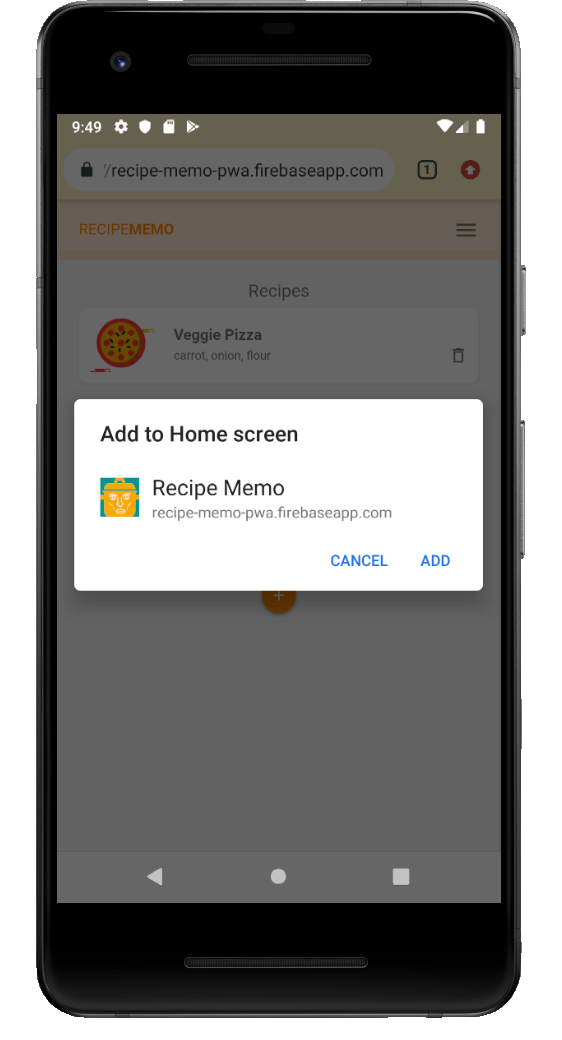 9:49
//recipe-memo-pwa.firebaseapp.com
1
RECIPEMEMO
Recipes
Veggie Pizza
carrot, onion, flour
Add to Home screen
Recipe Memo
recipe-memo-pwa.firebaseapp.com
CANCEL ADD
+